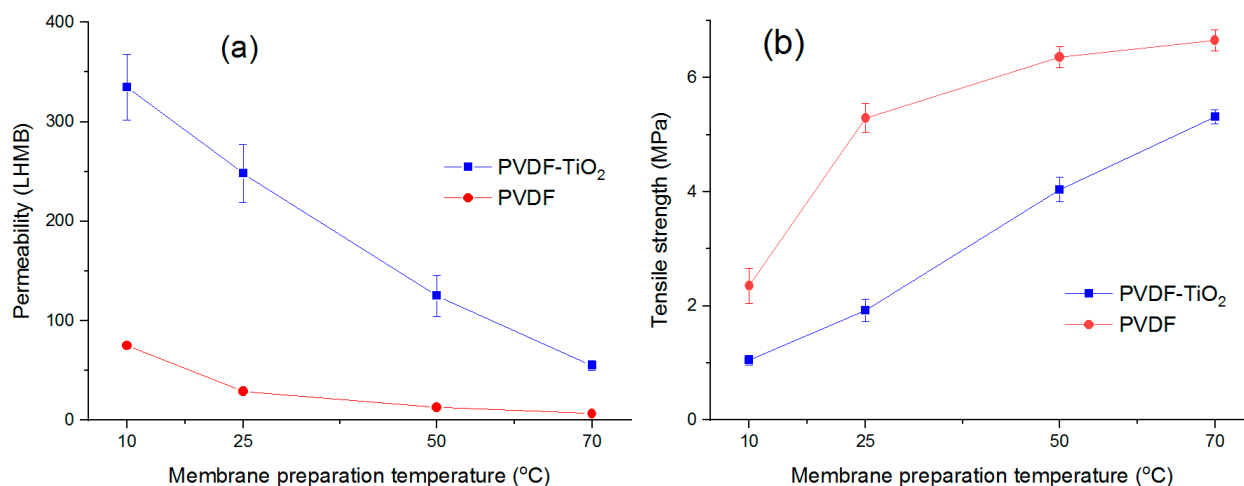 (a)
Permeability (LHMB)
400
300
200
100
0
PVDF-TiO₂
PVDF
10 25 50 70
Membrane preparation temperature (°C)
(b)
Tensile strength (MPa)
6
4
2
0
PVDF-TiO₂
PVDF
10 25 50 70
Membrane preparation temperature (°C)